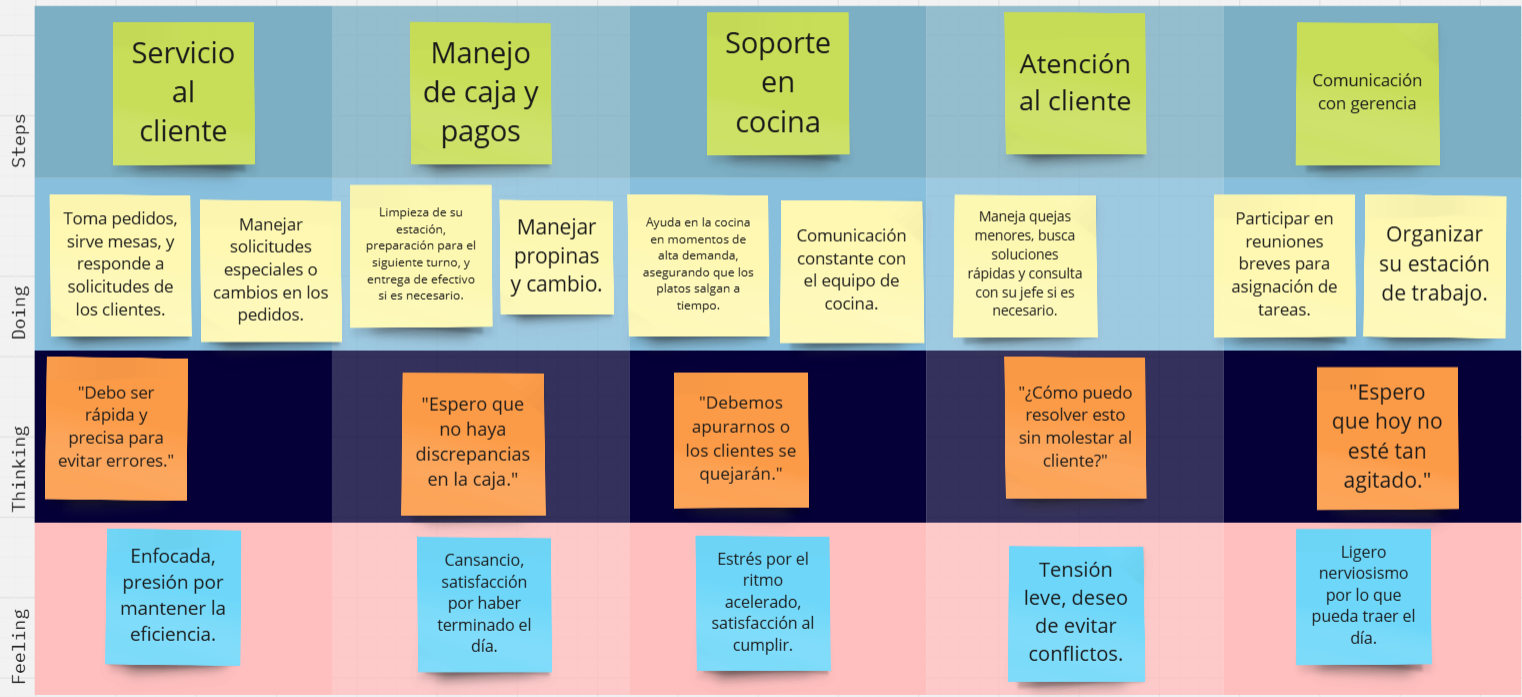 Steps
Servicio
al
cliente
Manejo
de caja y
pagos
Soporte
en
cocina
Atención
al cliente
Comunicación
con gerencia
Doing
Toma pedidos,
sirve mesas, y
responde a
solicitudes de
los clientes.
Manejar
solicitudes
especiales o
cambios en los
pedidos.
Limpieza de su
estación,
preparación para el
siguiente turno, y
entrega de efectivo
si es necesario.
Manejar
propinas
y cambio.
Ayuda en la cocina
en momentos de
alta demanda,
asegurando que los
platos salgan a
tiempo.
Comunicación
constante con
el equipo de
cocina.
Maneja quejas
menores, busca
soluciones
rápidas y consulta
con su jefe si es
necesario.
Participar en
reuniones
breves para
asignación de
tareas.
Organizar
su estación
de trabajo.
Thinking
"Debo ser
rápida y
precisa para
evitar errores."
"Espero que
no haya
discrepancias
en la caja."
"Debemos
apurarnos o
los clientes se
quejarán."
"¿Cómo puedo
resolver esto
sin molestar al
cliente?"
"Espero
que hoy no
esté tan
agitado."
Feeling
Enfocada,
presión por
mantener la
eficiencia.
Cansancio,
satisfacción
por haber
terminado el
día.
Estrés por el
ritmo
acelerado,
satisfacción al
cumplir.
Tensión
leve, deseo
de evitar
conflictos.
Ligero
nerviosismo
por lo que
pueda traer el
día.